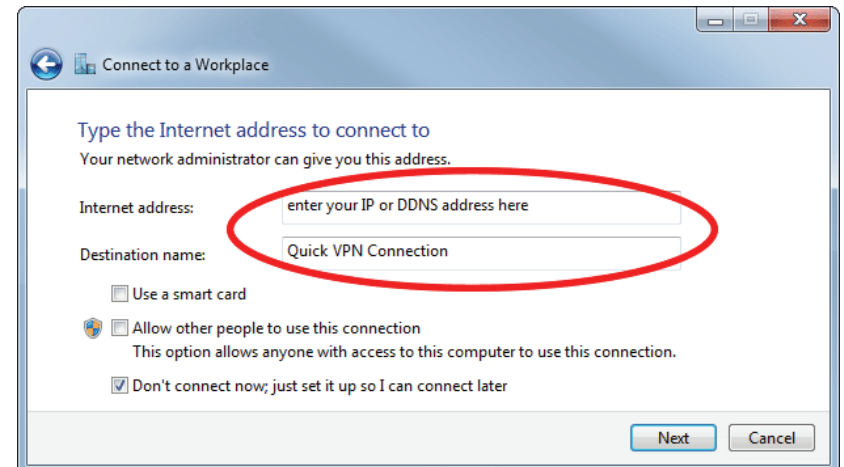 Connect to a Workplace
Type the Internet address to connect to
Your network administrator can give you this address.
Internet address: enter your IP or DDNS address here
Destination name: Quick VPN Connection
Use a smart card
Allow other people to use this connection
This option allows anyone with access to this computer to use this connection.
Don't connect now; just set it up so I can connect later
Next Cancel